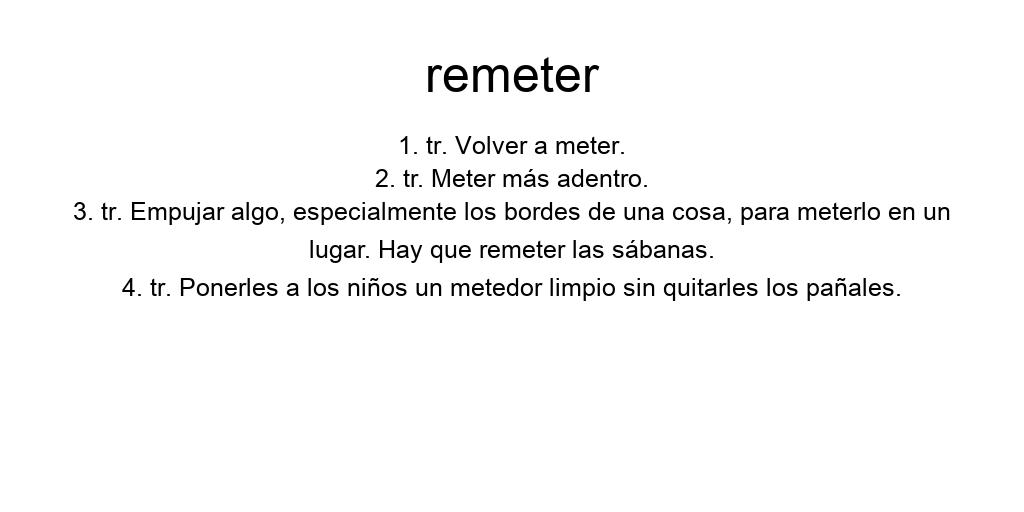 remeter
1. tr. Volver a meter.
2. tr. Meter más adentro.
3. tr. Empujar algo, especialmente los bordes de una cosa, para meterlo en un
lugar. Hay que remeter las sábanas.
4. tr. Ponerles a los niños un metedor limpio sin quitarles los pañales.